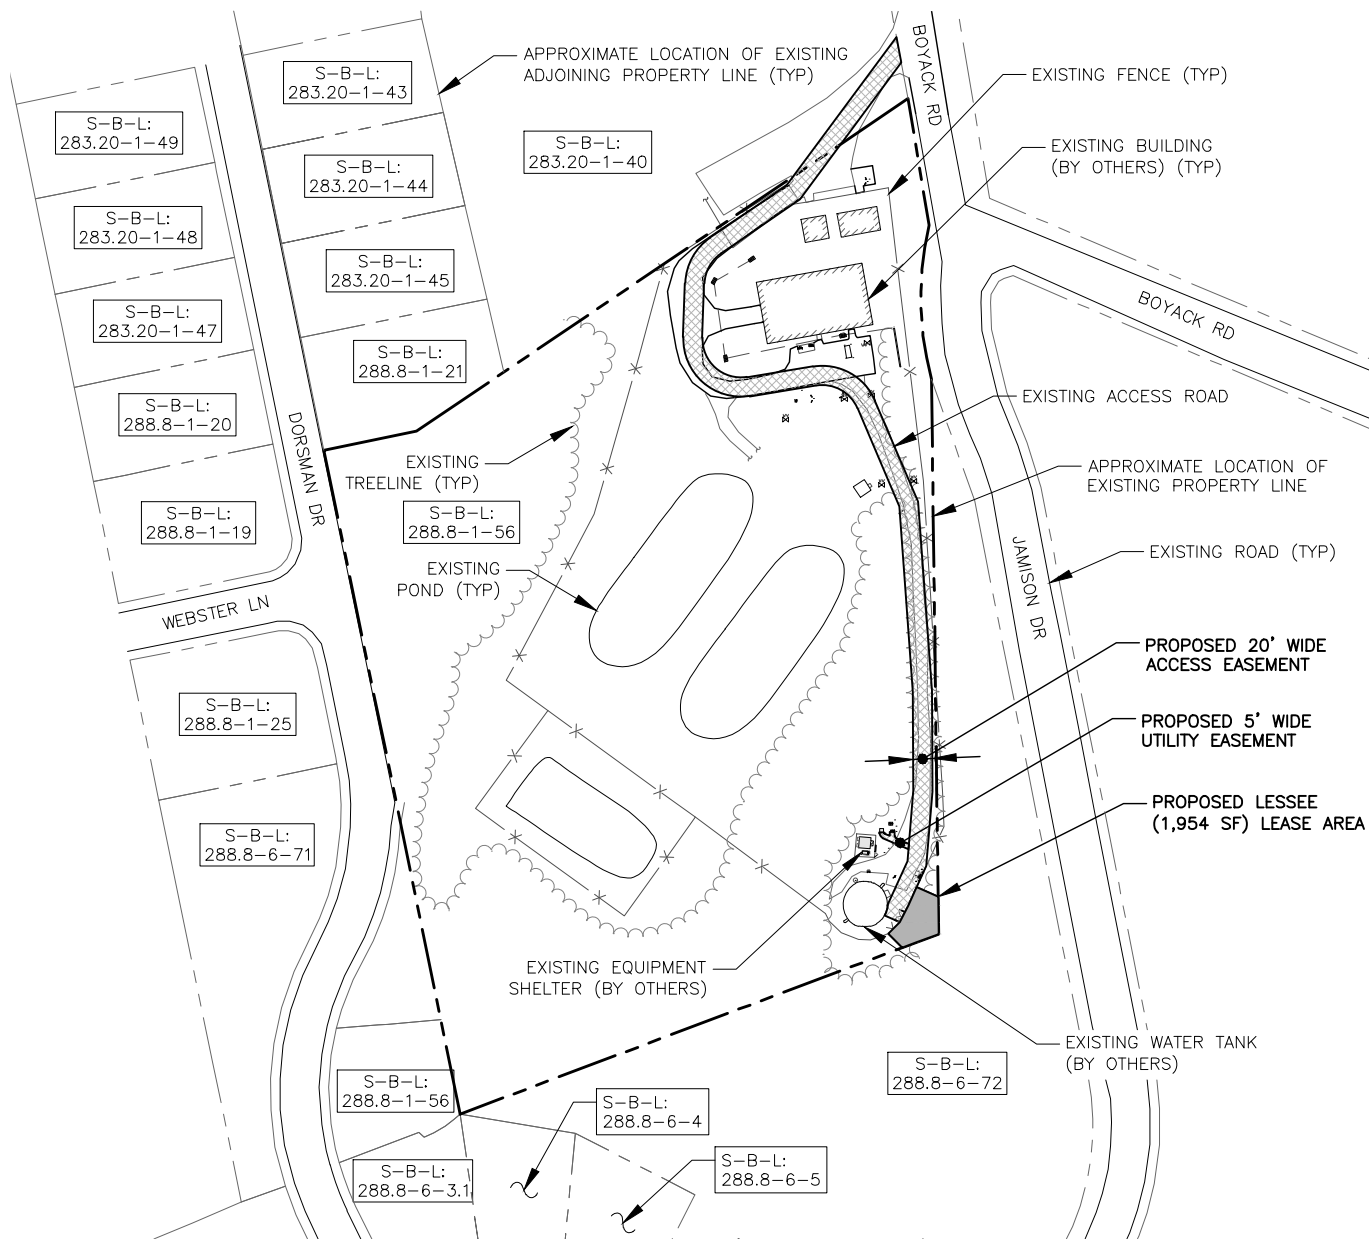 APPROXIMATE LOCATION OF EXISTING
ADJOINING PROPERTY LINE (TYP)
BOYACK RD
EXISTING FENCE (TYP)
S-B-L:
283.20-1-43
S-B-L:
283.20-1-49
S-B-L:
283.20-1-40
EXISTING BUILDING
(BY OTHERS) (TYP)
S-B-L:
283.20-1-44
S-B-L:
283.20-1-48
S-B-L:
283.20-1-45
S-B-L:
283.20-1-47
BOYACK RD
S-B-L:
288.8-1-21
S-B-L:
288.8-1-20
EXISTING ACCESS ROAD
DORSMAN DR
EXISTING
TREELINE (TYP)
APPROXIMATE LOCATION OF
EXISTING PROPERTY LINE
S-B-L:
288.8-1-19
S-B-L:
288.8-1-56
JAMISON DR
EXISTING ROAD (TYP)
EXISTING
POND (TYP)
WEBSTER LN
PROPOSED 20' WIDE
ACCESS EASEMENT
S-B-L:
288.8-1-25
PROPOSED 5' WIDE
UTILITY EASEMENT
PROPOSED LESSEE
(1,954 SF) LEASE AREA
S-B-L:
288.8-6-71
EXISTING EQUIPMENT
SHELTER (BY OTHERS)
EXISTING WATER TANK
(BY OTHERS)
S-B-L:
288.8-6-72
S-B-L:
288.8-1-56
S-B-L:
288.8-6-4
S-B-L:
288.8-6-5
S-B-L:
288.8-6-3.1